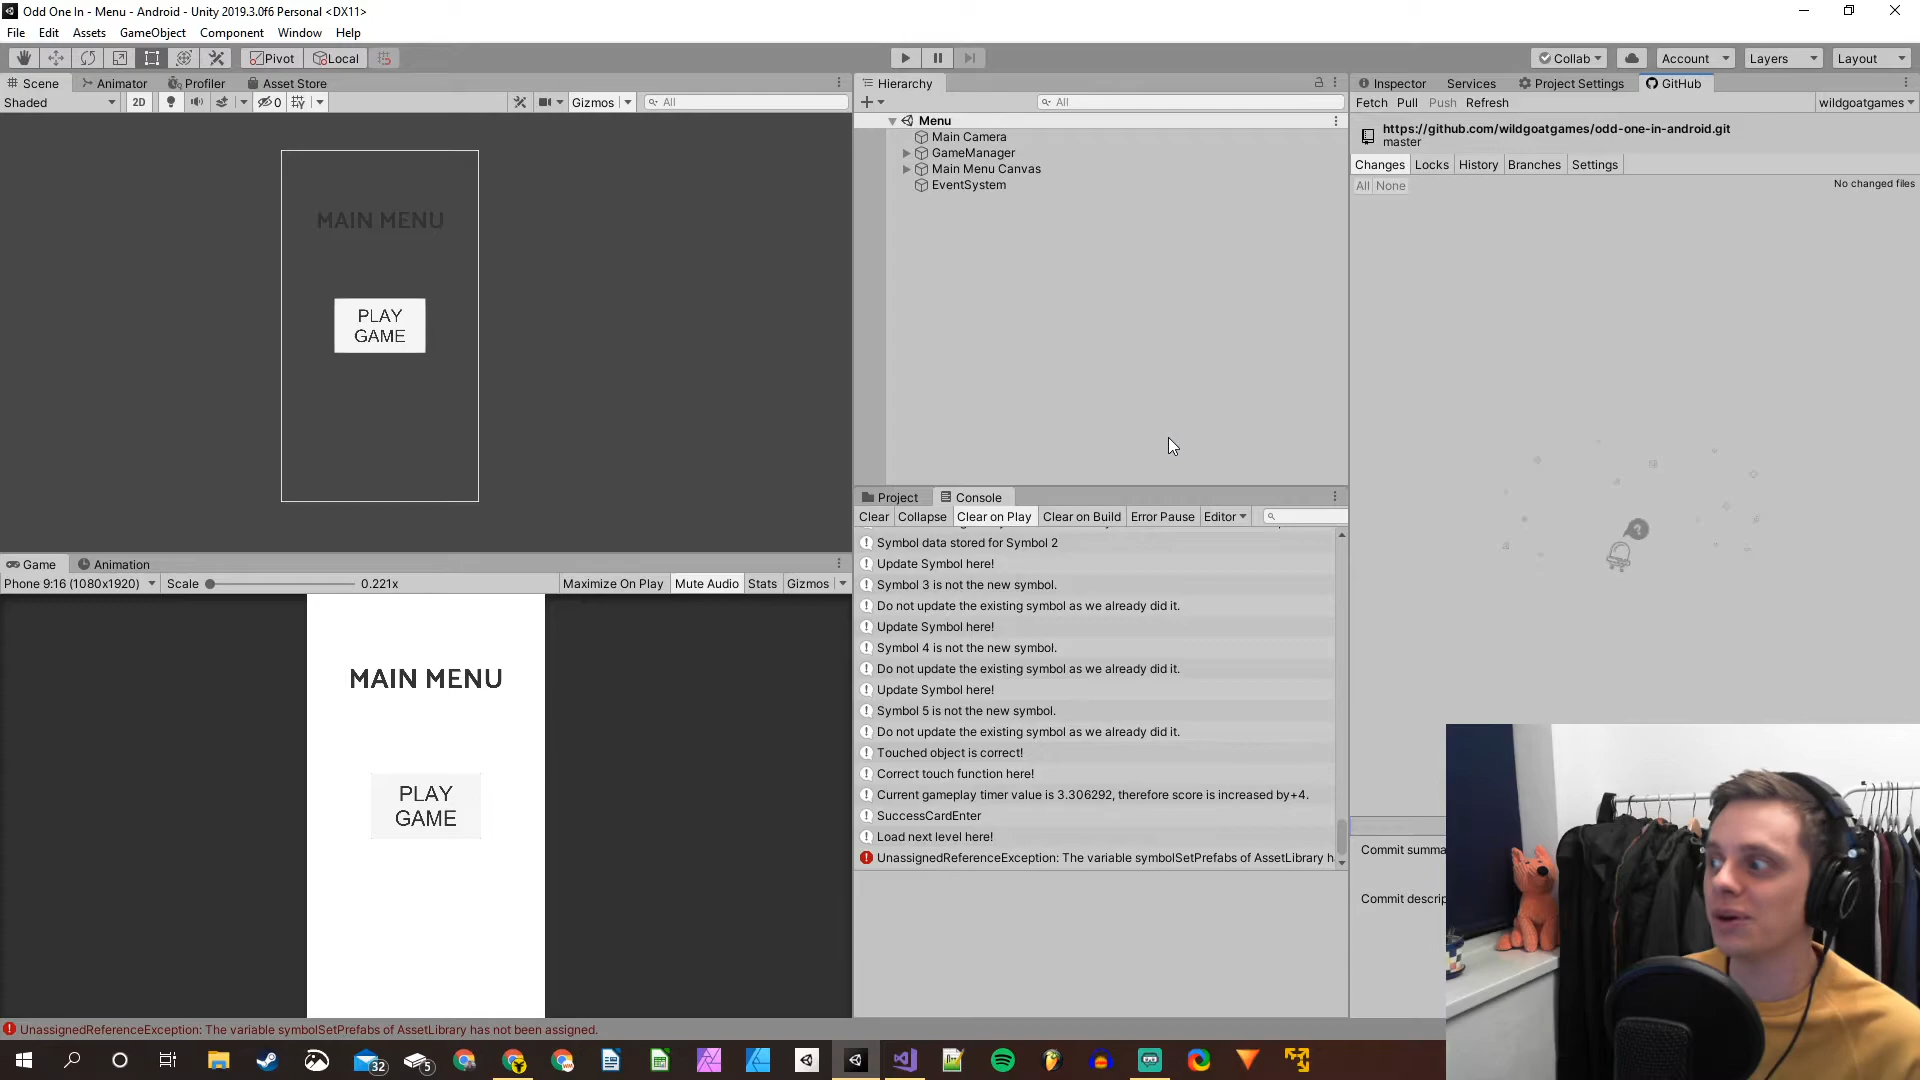 Odd One In - Menu - Android - Unity 2019.3.0f6 Personal <DX11>
File Edit Assets GameObject Component Window Help
Pivot Local
Collab Account Layers Layout
Scene Animator Profiler Asset Store
Shaded 2D 0 Gizmos All
MAIN MENU
PLAY
GAME
Hierarchy
All
Menu
Main Camera
GameManager
Main Menu Canvas
EventSystem
Inspector Services Project Settings GitHub
Fetch Pull Push Refresh wildgoatgames
https://github.com/wildgoatgames/odd-one-in-android.git
master
Changes Locks History Branches Settings
All None No changed files
Commit summa
Commit descrip
Project Console
Clear Collapse Clear on Play Clear on Build Error Pause Editor
Symbol data stored for Symbol 2
Update Symbol here!
Symbol 3 is not the new symbol.
Do not update the existing symbol as we already did it.
Update Symbol here!
Symbol 4 is not the new symbol.
Do not update the existing symbol as we already did it.
Update Symbol here!
Symbol 5 is not the new symbol.
Do not update the existing symbol as we already did it.
Touched object is correct!
Correct touch function here!
Current gameplay timer value is 3.306292, therefore score is increased by+4.
SuccessCardEnter
Load next level here!
UnassignedReferenceException: The variable symbolSetPrefabs of AssetLibrary h
Game Animation
Phone 9:16 (1080x1920) Scale 0.221x Maximize On Play Mute Audio Stats Gizmos
MAIN MENU
PLAY
GAME
UnassignedReferenceException: The variable symbolSetPrefabs of AssetLibrary has not been assigned.
32
5